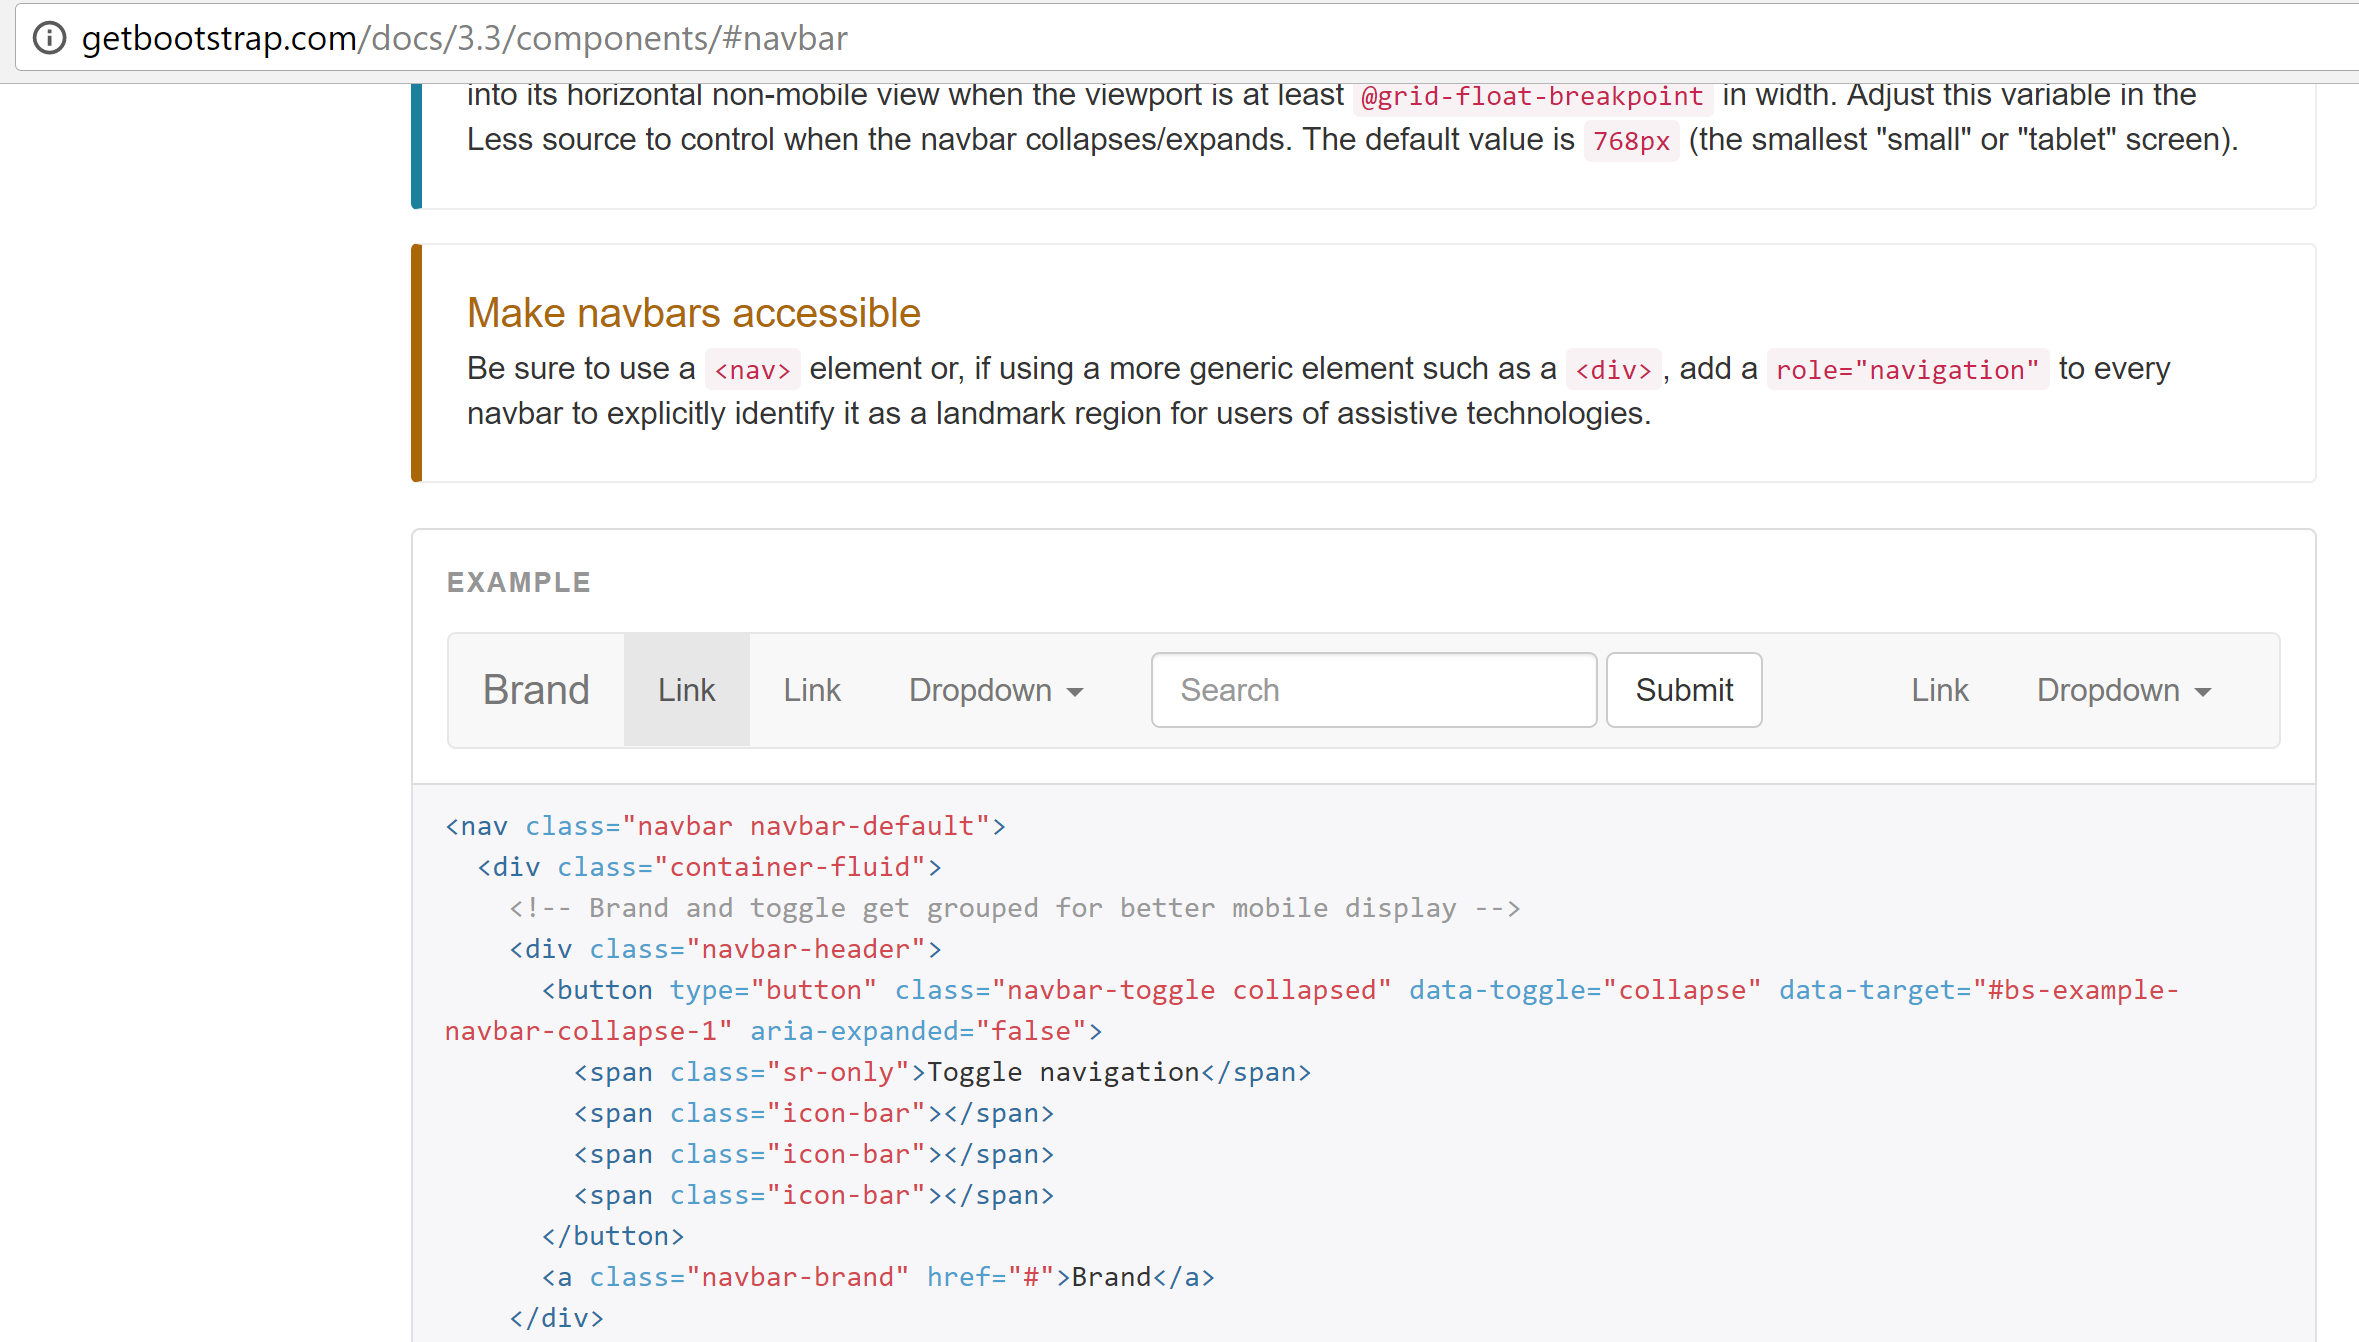 getbootstrap.com/docs/3.3/components/#navbar
into its horizontal non-mobile view when the viewport is at least @grid-float-breakpoint in width. Adjust this variable in the
Less source to control when the navbar collapses/expands. The default value is 768px (the smallest "small" or "tablet" screen).
Make navbars accessible
Be sure to use a <nav> element or, if using a more generic element such as a <div>, add a role="navigation" to every
navbar to explicitly identify it as a landmark region for users of assistive technologies.
EXAMPLE
Brand Link Link Dropdown Search Submit Link Dropdown
<nav class="navbar navbar-default">
  <div class="container-fluid">
    <!-- Brand and toggle get grouped for better mobile display -->
    <div class="navbar-header">
      <button type="button" class="navbar-toggle collapsed" data-toggle="collapse" data-target="#bs-example-
navbar-collapse-1" aria-expanded="false">
        <span class="sr-only">Toggle navigation</span>
        <span class="icon-bar"></span>
        <span class="icon-bar"></span>
        <span class="icon-bar"></span>
      </button>
      <a class="navbar-brand" href="#">Brand</a>
    </div>